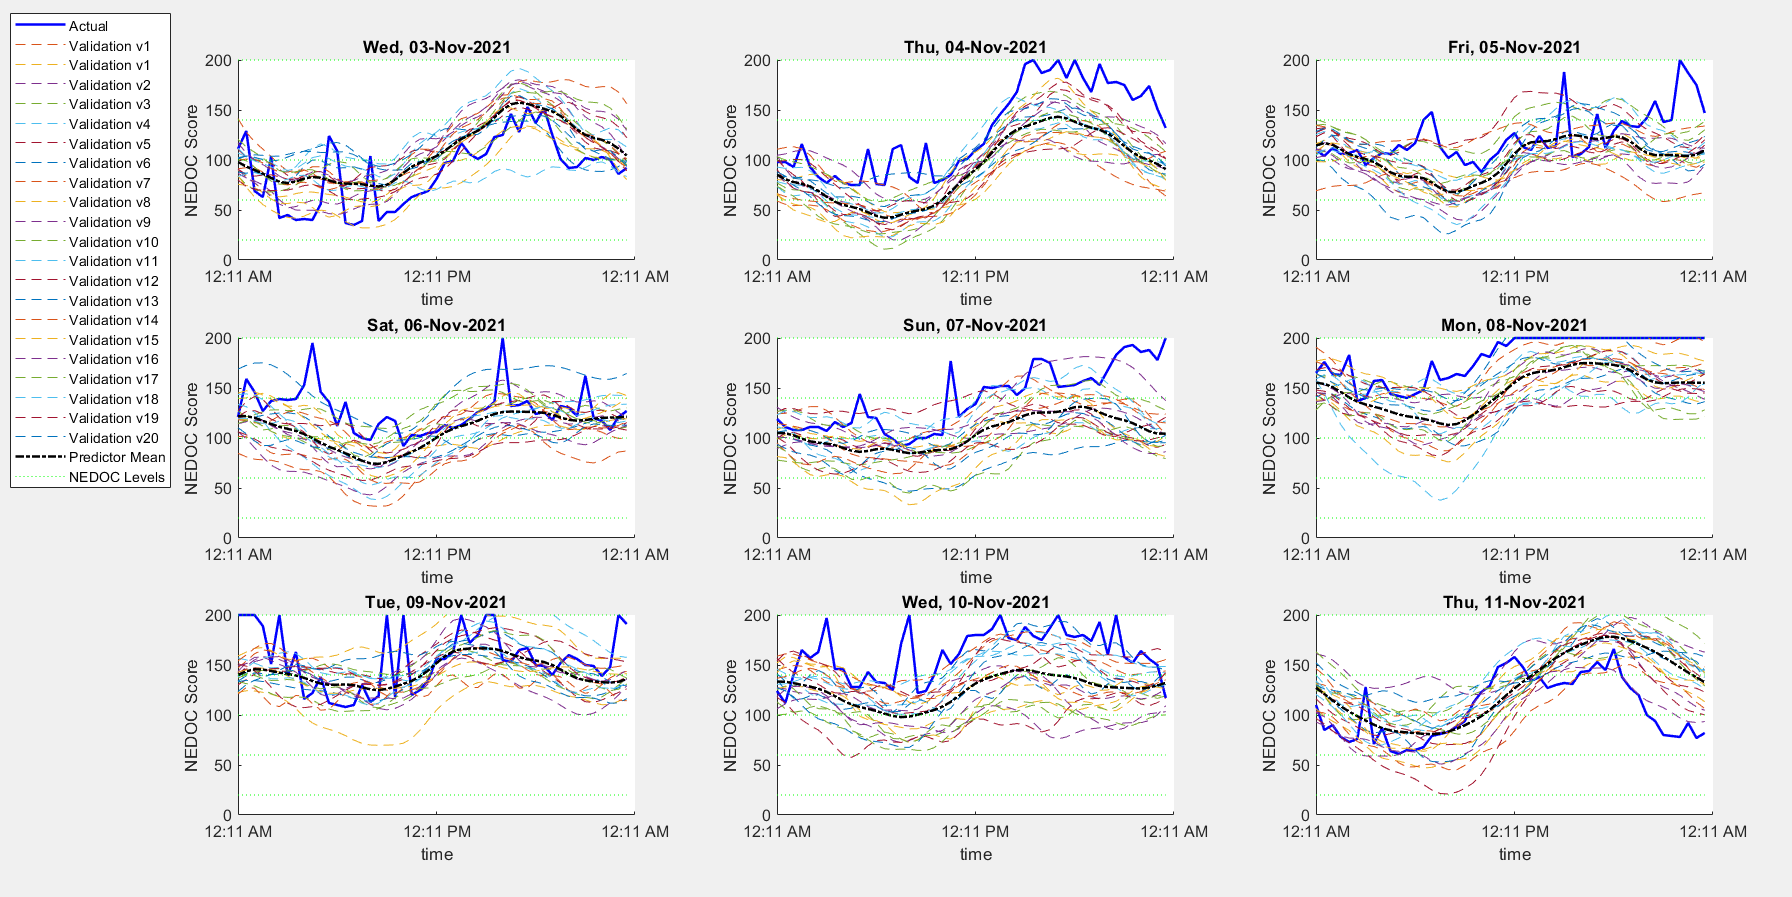 Actual
Validation v1
Validation v1
Validation v2
Validation v3
Validation v4
Validation v5
Validation v6
Validation v7
Validation v8
Validation v9
Validation v10
Validation v11
Validation v12
Validation v13
Validation v14
Validation v15
Validation v16
Validation v17
Validation v18
Validation v19
Validation v20
Predictor Mean
NEDOC Levels
Wed, 03-Nov-2021
200
150
100
50
0
NEDOC Score
12:11 AM
12:11 PM
12:11 AM
time
Thu, 04-Nov-2021
200
150
100
50
0
NEDOC Score
12:11 AM
12:11 PM
12:11 AM
time
Fri, 05-Nov-2021
200
150
100
50
0
NEDOC Score
12:11 AM
12:11 PM
12:11 AM
time
Sat, 06-Nov-2021
200
150
100
50
0
NEDOC Score
12:11 AM
12:11 PM
12:11 AM
time
Sun, 07-Nov-2021
200
150
100
50
0
NEDOC Score
12:11 AM
12:11 PM
12:11 AM
time
Mon, 08-Nov-2021
200
150
100
50
0
NEDOC Score
12:11 AM
12:11 PM
12:11 AM
time
Tue, 09-Nov-2021
200
150
100
50
0
NEDOC Score
12:11 AM
12:11 PM
12:11 AM
time
Wed, 10-Nov-2021
200
150
100
50
0
NEDOC Score
12:11 AM
12:11 PM
12:11 AM
time
Thu, 11-Nov-2021
200
150
100
50
0
NEDOC Score
12:11 AM
12:11 PM
12:11 AM
time